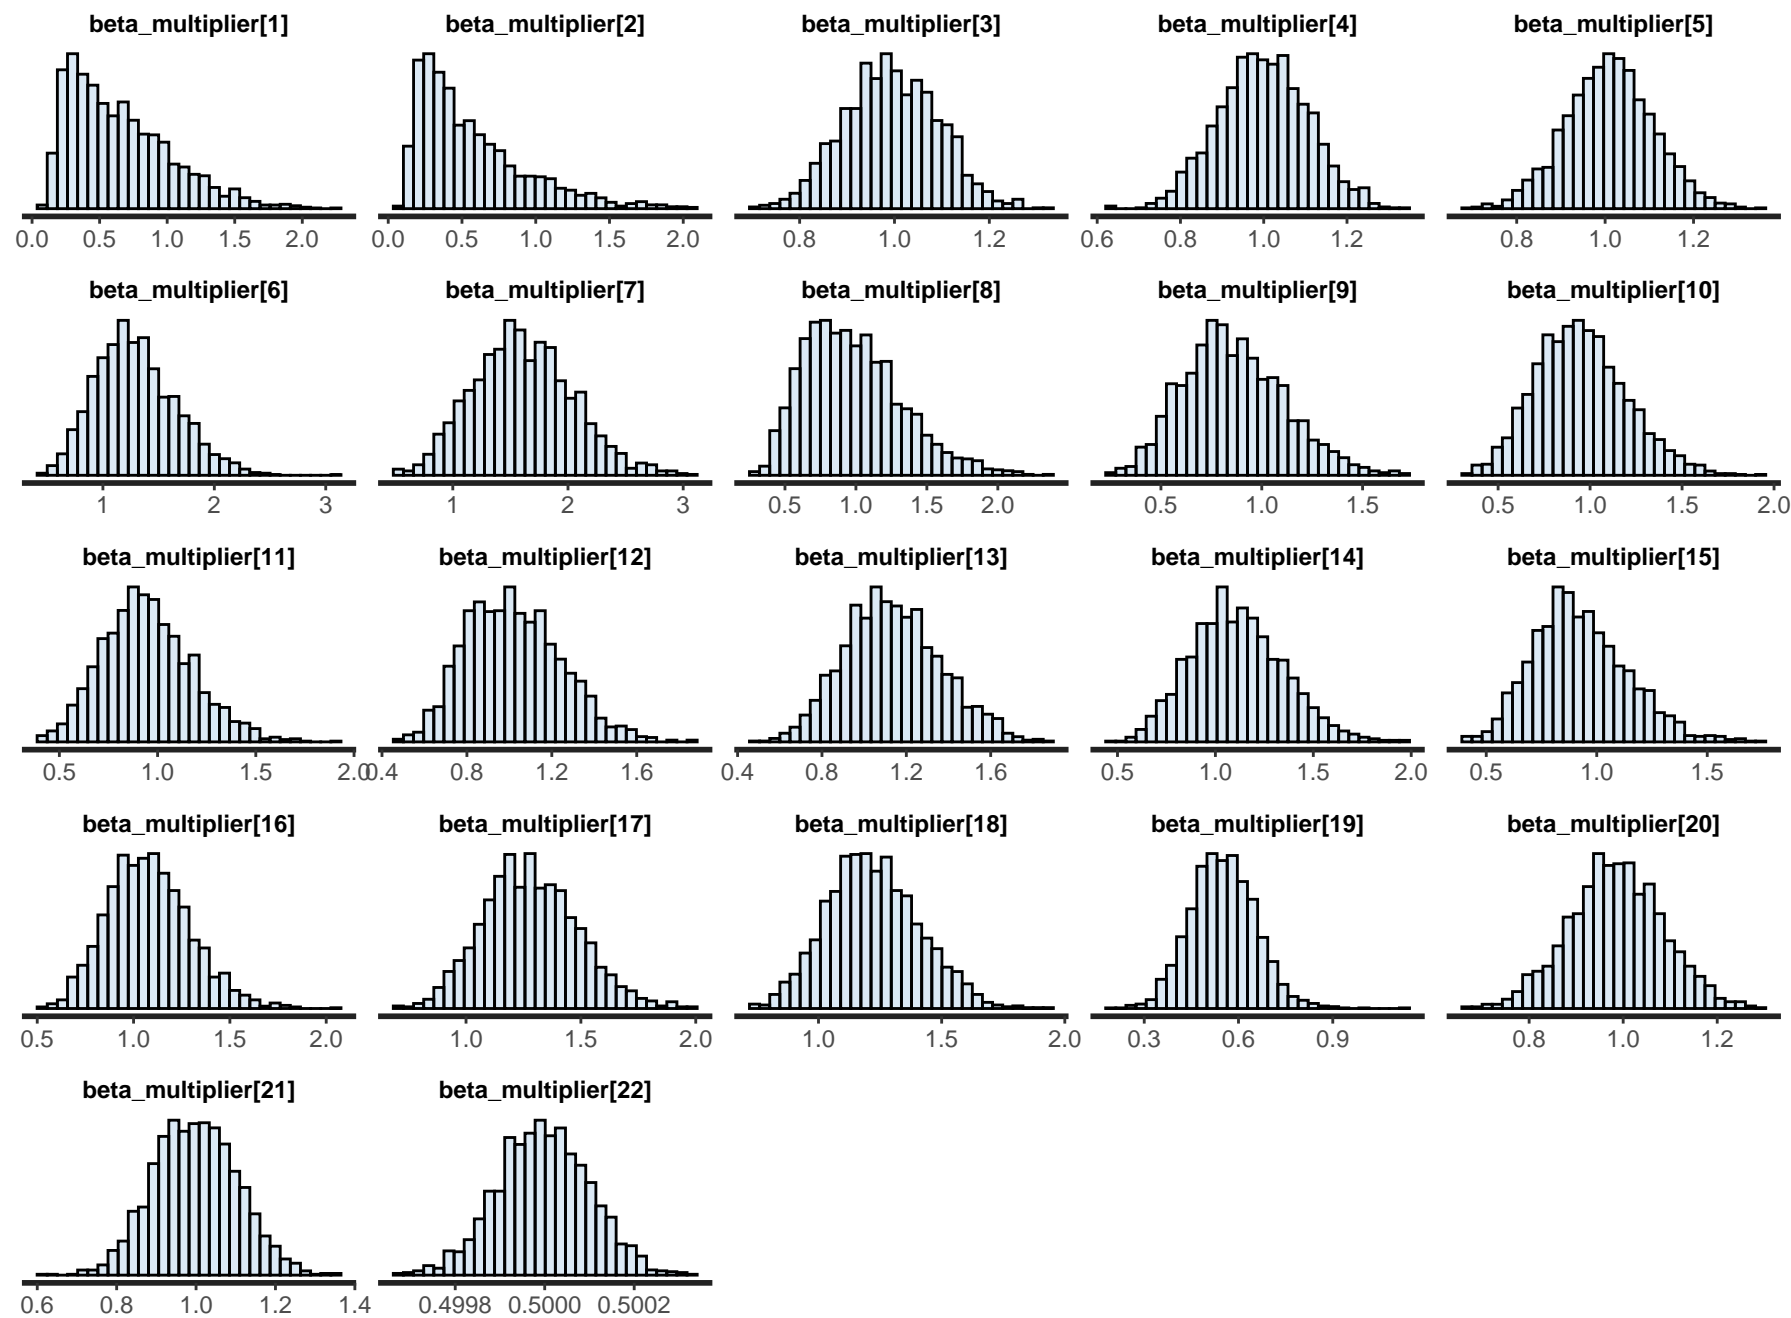 beta_multiplier[1] beta_multiplier[2] beta_multiplier[3] beta_multiplier[4] beta_multiplier[5]
0.0 0.5 1.0 1.5 2.0 0.0 0.5 1.0 1.5 2.0 0.8 1.0 1.2 0.6 0.8 1.0 1.2 0.8 1.0 1.2
beta_multiplier[6] beta_multiplier[7] beta_multiplier[8] beta_multiplier[9] beta_multiplier[10]
1 2 3 1 2 3 0.5 1.0 1.5 2.0 0.5 1.0 1.5 0.5 1.0 1.5 2.0
beta_multiplier[11] beta_multiplier[12] beta_multiplier[13] beta_multiplier[14] beta_multiplier[15]
0.5 1.0 1.5 2.0 0.4 0.8 1.2 1.6 0.4 0.8 1.2 1.6 0.5 1.0 1.5 2.0 0.5 1.0 1.5
beta_multiplier[16] beta_multiplier[17] beta_multiplier[18] beta_multiplier[19] beta_multiplier[20]
0.5 1.0 1.5 2.0 1.0 1.5 2.0 1.0 1.5 2.0 0.3 0.6 0.9 0.8 1.0 1.2
beta_multiplier[21] beta_multiplier[22]
0.6 0.8 1.0 1.2 1.4 0.4998 0.5000 0.5002